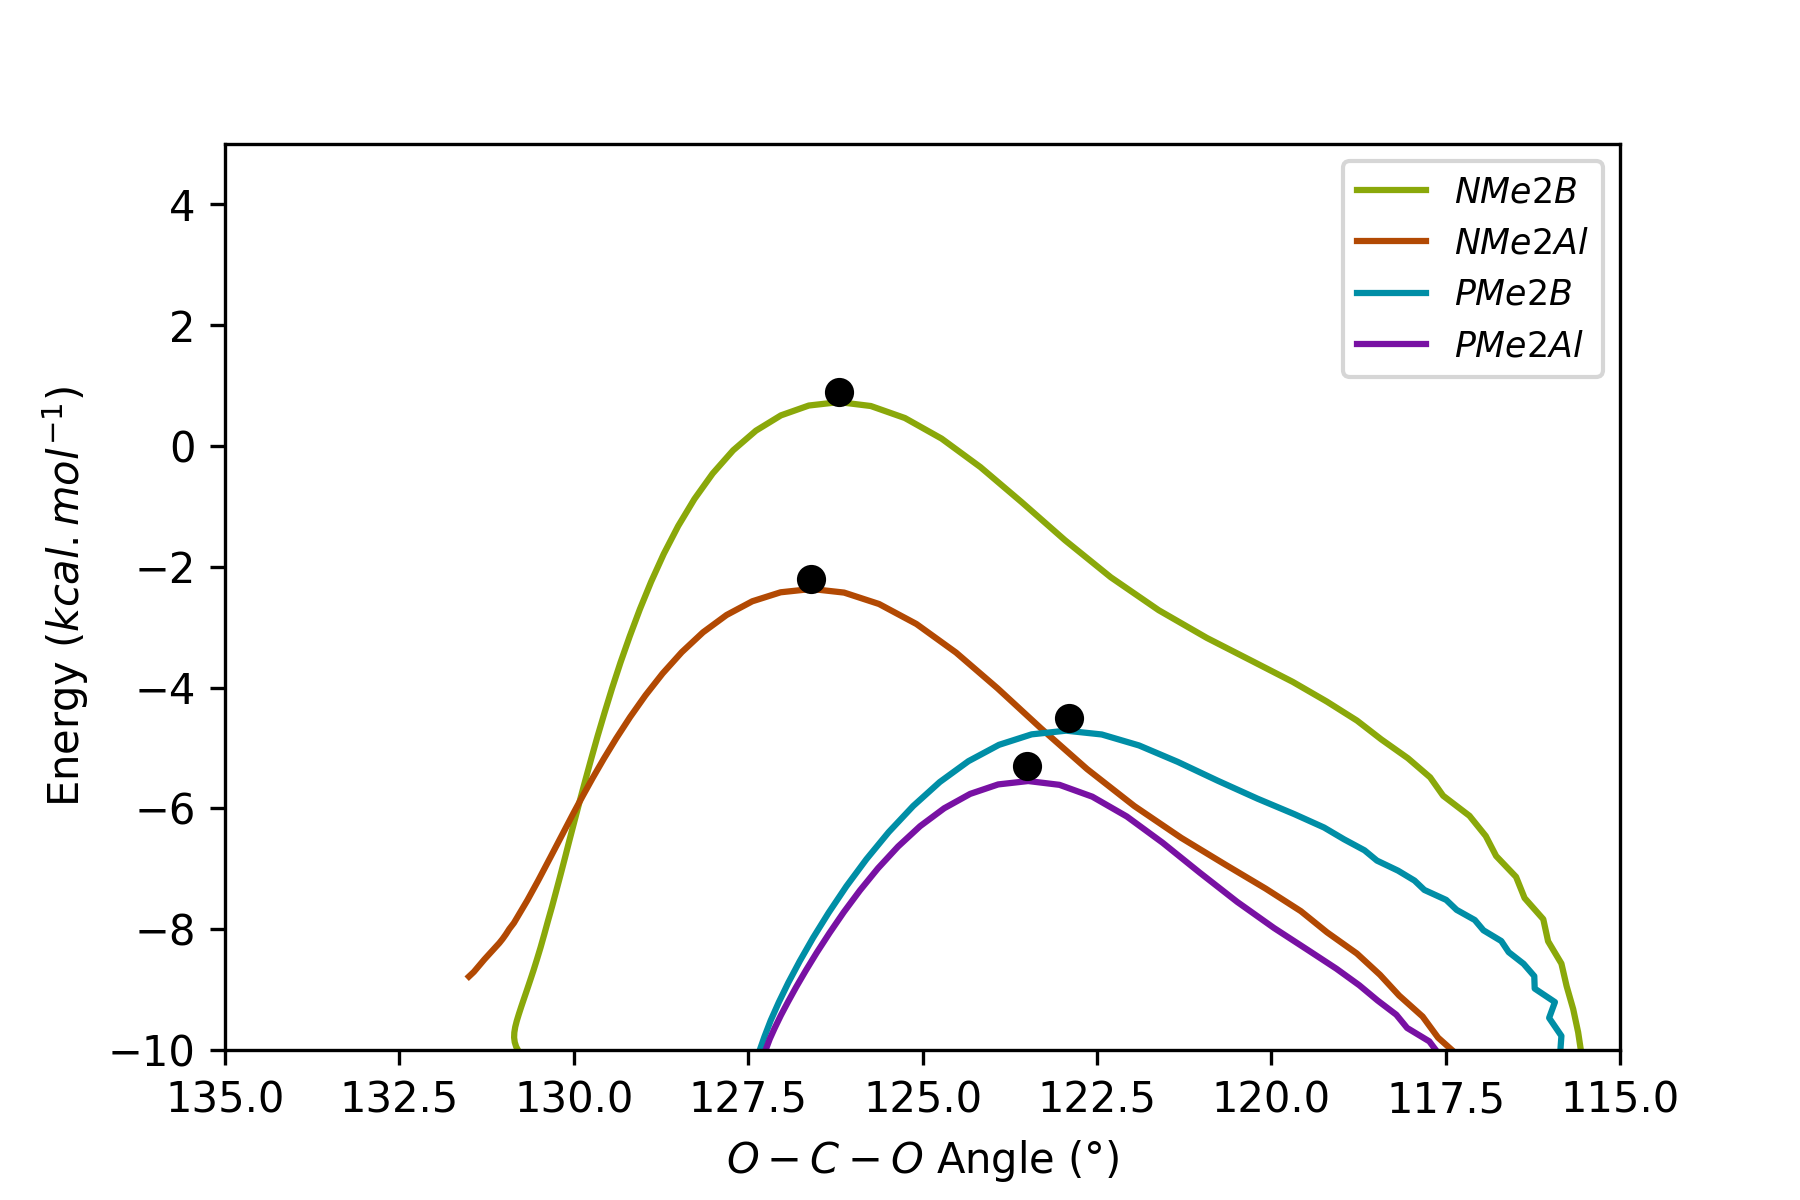 NMe2B
NMe2Al
PMe2B
PMe2Al
4
2
0
−2
−4
−6
−8
−10
Energy (kcal.mol⁻¹)
135.0 132.5 130.0 127.5 125.0 122.5 120.0 117.5 115.0
O − C − O Angle (°)